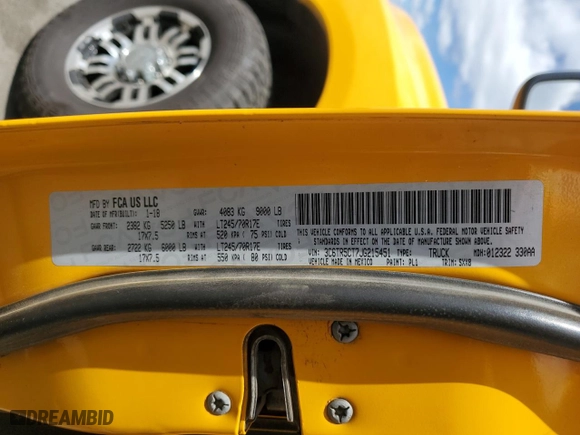 MFD BY FCA US LLC
DATE OF MFR(BUILT): 1-18 GVWR: 4083 KG 9000 LB
GAWR FRONT: 2382 KG 5250 LB WITH LT245/70R17E TIRES
17X7.5 RIMS AT 520 KPA ( 75 PSI) COLD
GAWR REAR: 2722 KG 6000 LB WITH LT245/70R17E TIRES
17X7.5 RIMS AT 550 KPA ( 80 PSI) COLD
THIS VEHICLE CONFORMS TO ALL APPLICABLE U.S.A. FEDERAL MOTOR VEHICLE SAFETY
STANDARDS IN EFFECT ON THE DATE OF MANUFACTURE SHOWN ABOVE.
VIN: 3C6TR5CT7JG215451 TYPE: TRUCK MDH:012322 330AA
VEHICLE MADE IN MEXICO PAINT: PL1 TRIM: SXX8
DREAMBID